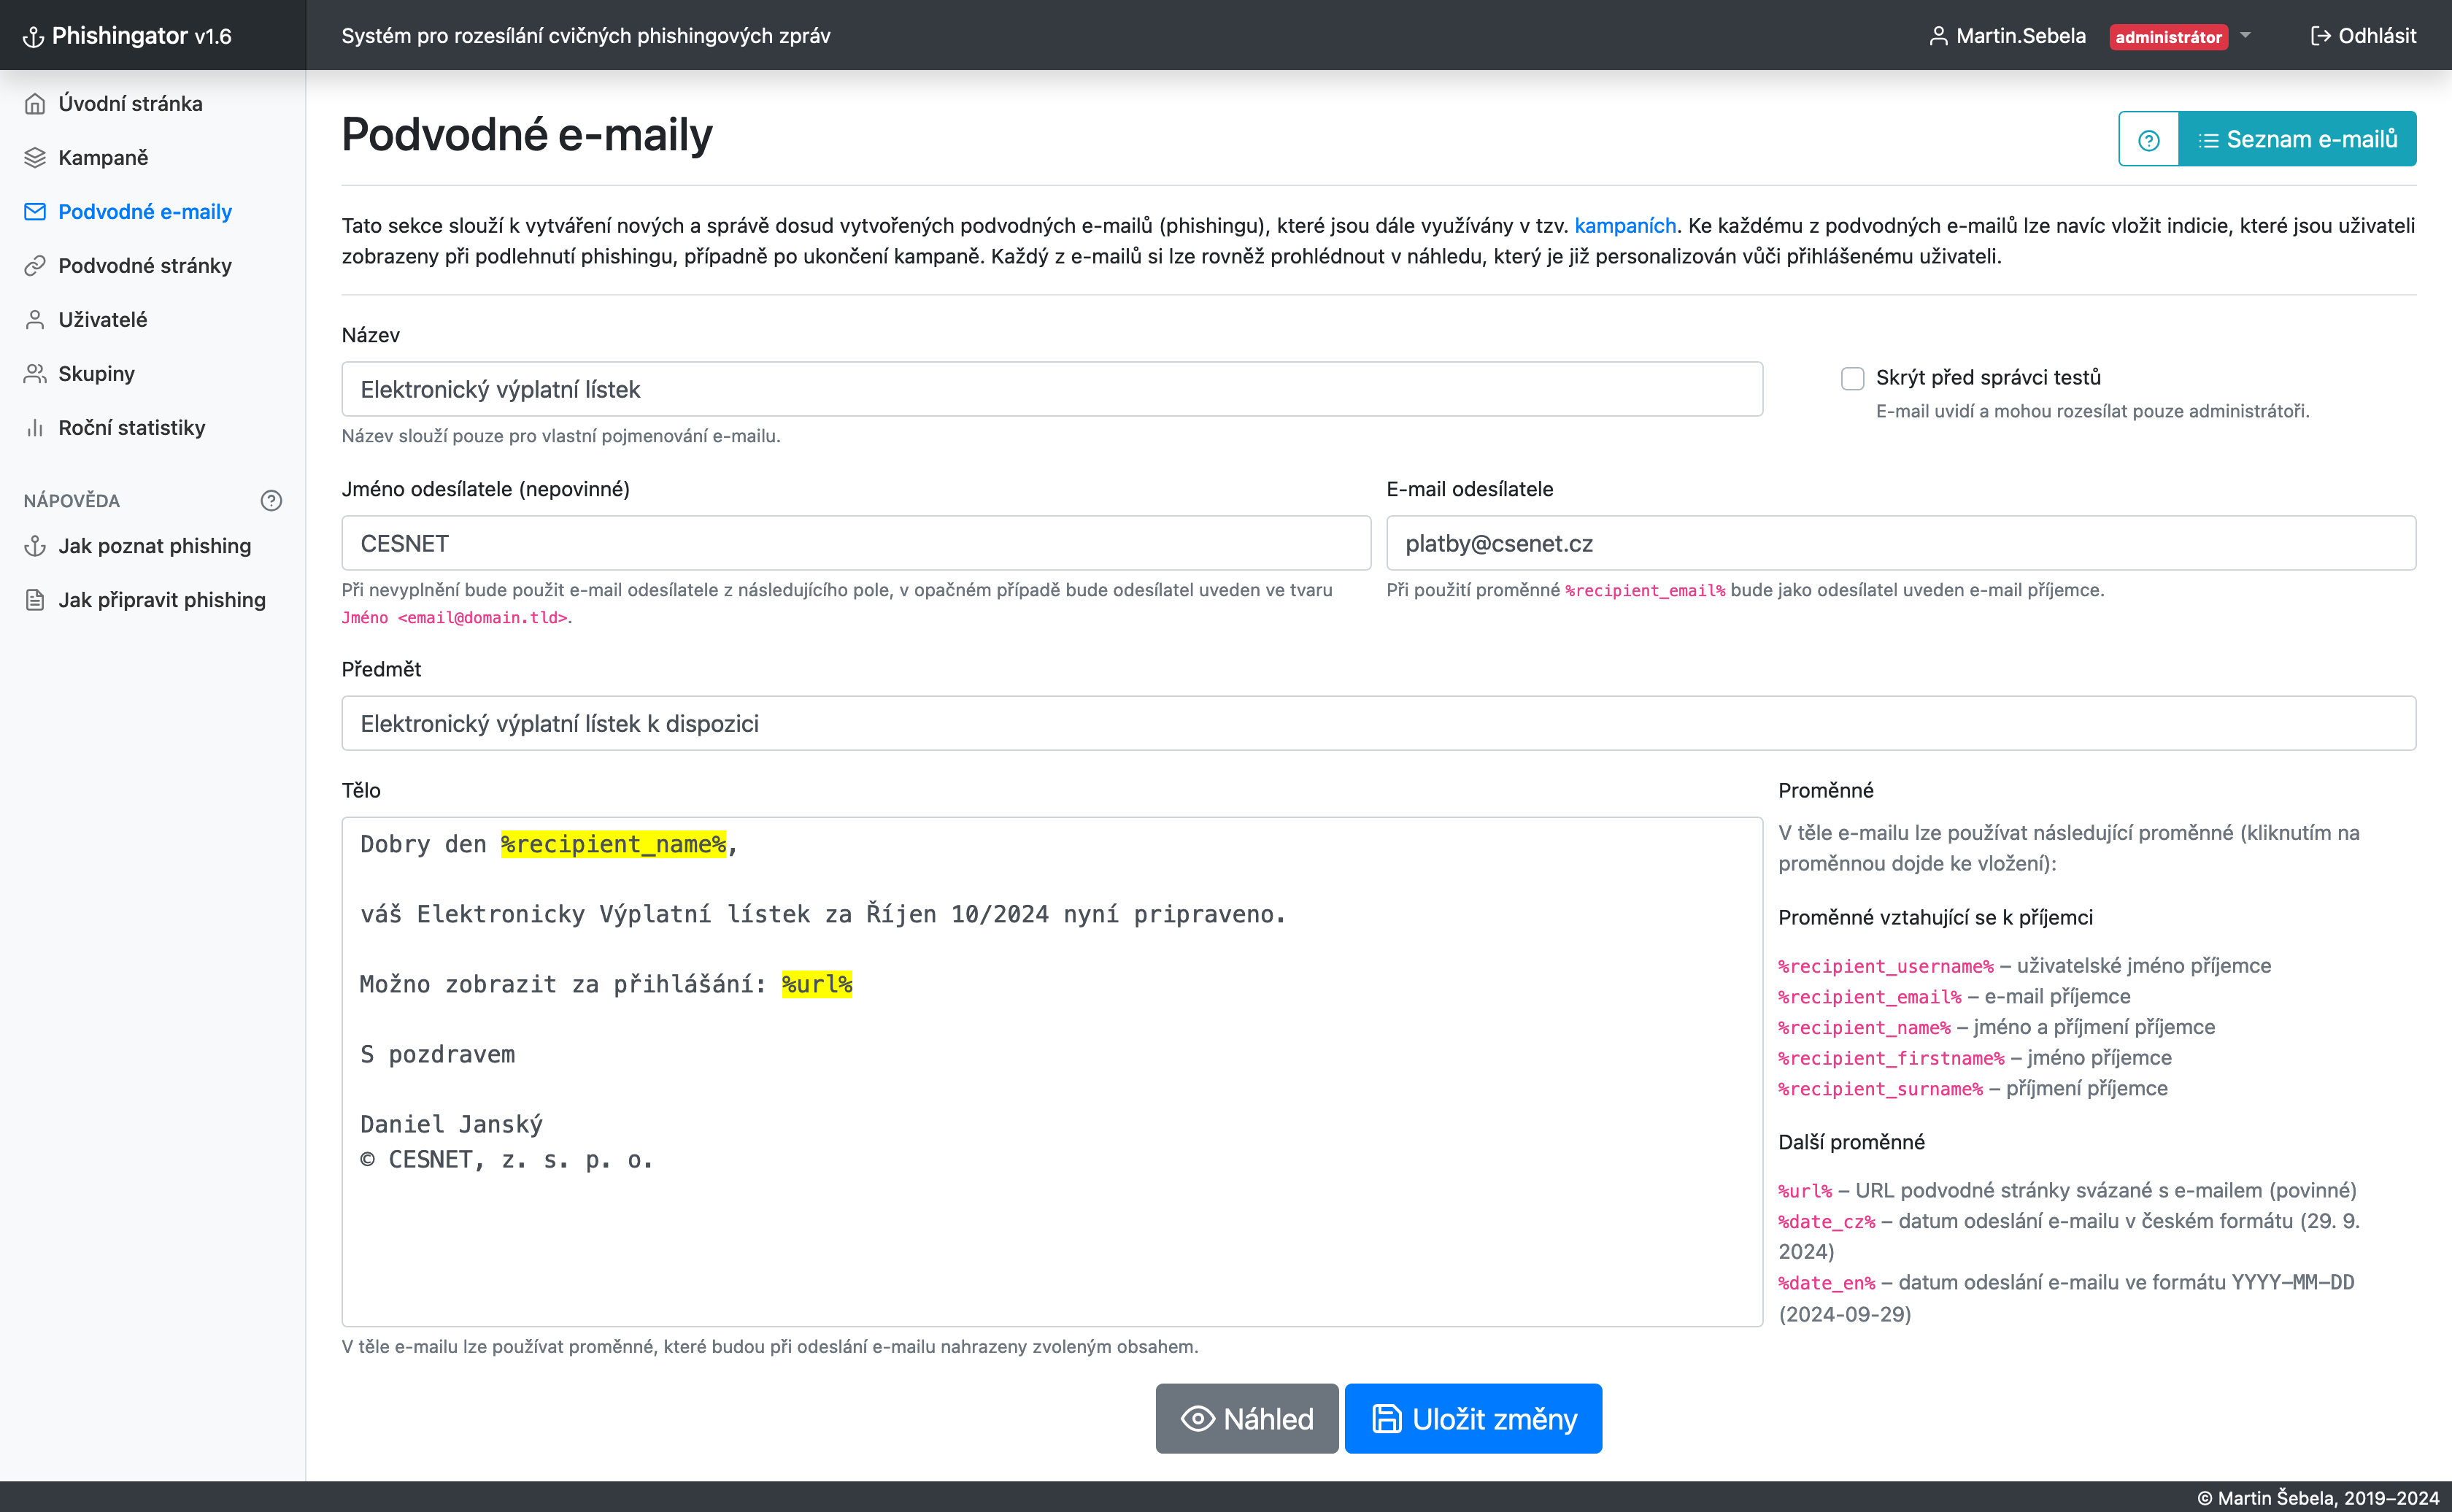 Phishingator v1.6
Systém pro rozesílání cvičných phishingových zpráv
Martin.Sebela
administrátor
Odhlásit
Úvodní stránka
Kampaně
Podvodné e-maily
Podvodné stránky
Uživatelé
Skupiny
Roční statistiky
NÁPOVĚDA
Jak poznat phishing
Jak připravit phishing
Podvodné e-maily
Seznam e-mailů
Tato sekce slouží k vytváření nových a správě dosud vytvořených podvodných e-mailů (phishingu), které jsou dále využívány v tzv. kampaních. Ke každému z podvodných e-mailů lze navíc vložit indicie, které jsou uživateli
zobrazeny při podlehnutí phishingu, případně po ukončení kampaně. Každý z e-mailů si lze rovněž prohlédnout v náhledu, který je již personalizován vůči přihlášenému uživateli.
Název
Elektronický výplatní lístek
Název slouží pouze pro vlastní pojmenování e-mailu.
Skrýt před správci testů
E-mail uvidí a mohou rozesílat pouze administrátoři.
Jméno odesílatele (nepovinné)
CESNET
Při nevyplnění bude použit e-mail odesílatele z následujícího pole, v opačném případě bude odesílatel uveden ve tvaru
Jméno <email@domain.tld>.
E-mail odesílatele
platby@csenet.cz
Při použití proměnné %recipient_email% bude jako odesílatel uveden e-mail příjemce.
Předmět
Elektronický výplatní lístek k dispozici
Tělo
Dobry den %recipient_name%,
váš Elektronicky Výplatní lístek za Říjen 10/2024 nyní pripraveno.
Možno zobrazit za přihlášání: %url%
S pozdravem
Daniel Janský
© CESNET, z. s. p. o.
V těle e-mailu lze používat proměnné, které budou při odeslání e-mailu nahrazeny zvoleným obsahem.
Proměnné
V těle e-mailu lze používat následující proměnné (kliknutím na
proměnnou dojde ke vložení):
Proměnné vztahující se k příjemci
%recipient_username% – uživatelské jméno příjemce
%recipient_email% – e-mail příjemce
%recipient_name% – jméno a příjmení příjemce
%recipient_firstname% – jméno příjemce
%recipient_surname% – příjmení příjemce
Další proměnné
%url% – URL podvodné stránky svázané s e-mailem (povinné)
%date_cz% – datum odeslání e-mailu v českém formátu (29. 9.
2024)
%date_en% – datum odeslání e-mailu ve formátu YYYY-MM-DD
(2024-09-29)
Náhled
Uložit změny
© Martin Šebela, 2019–2024